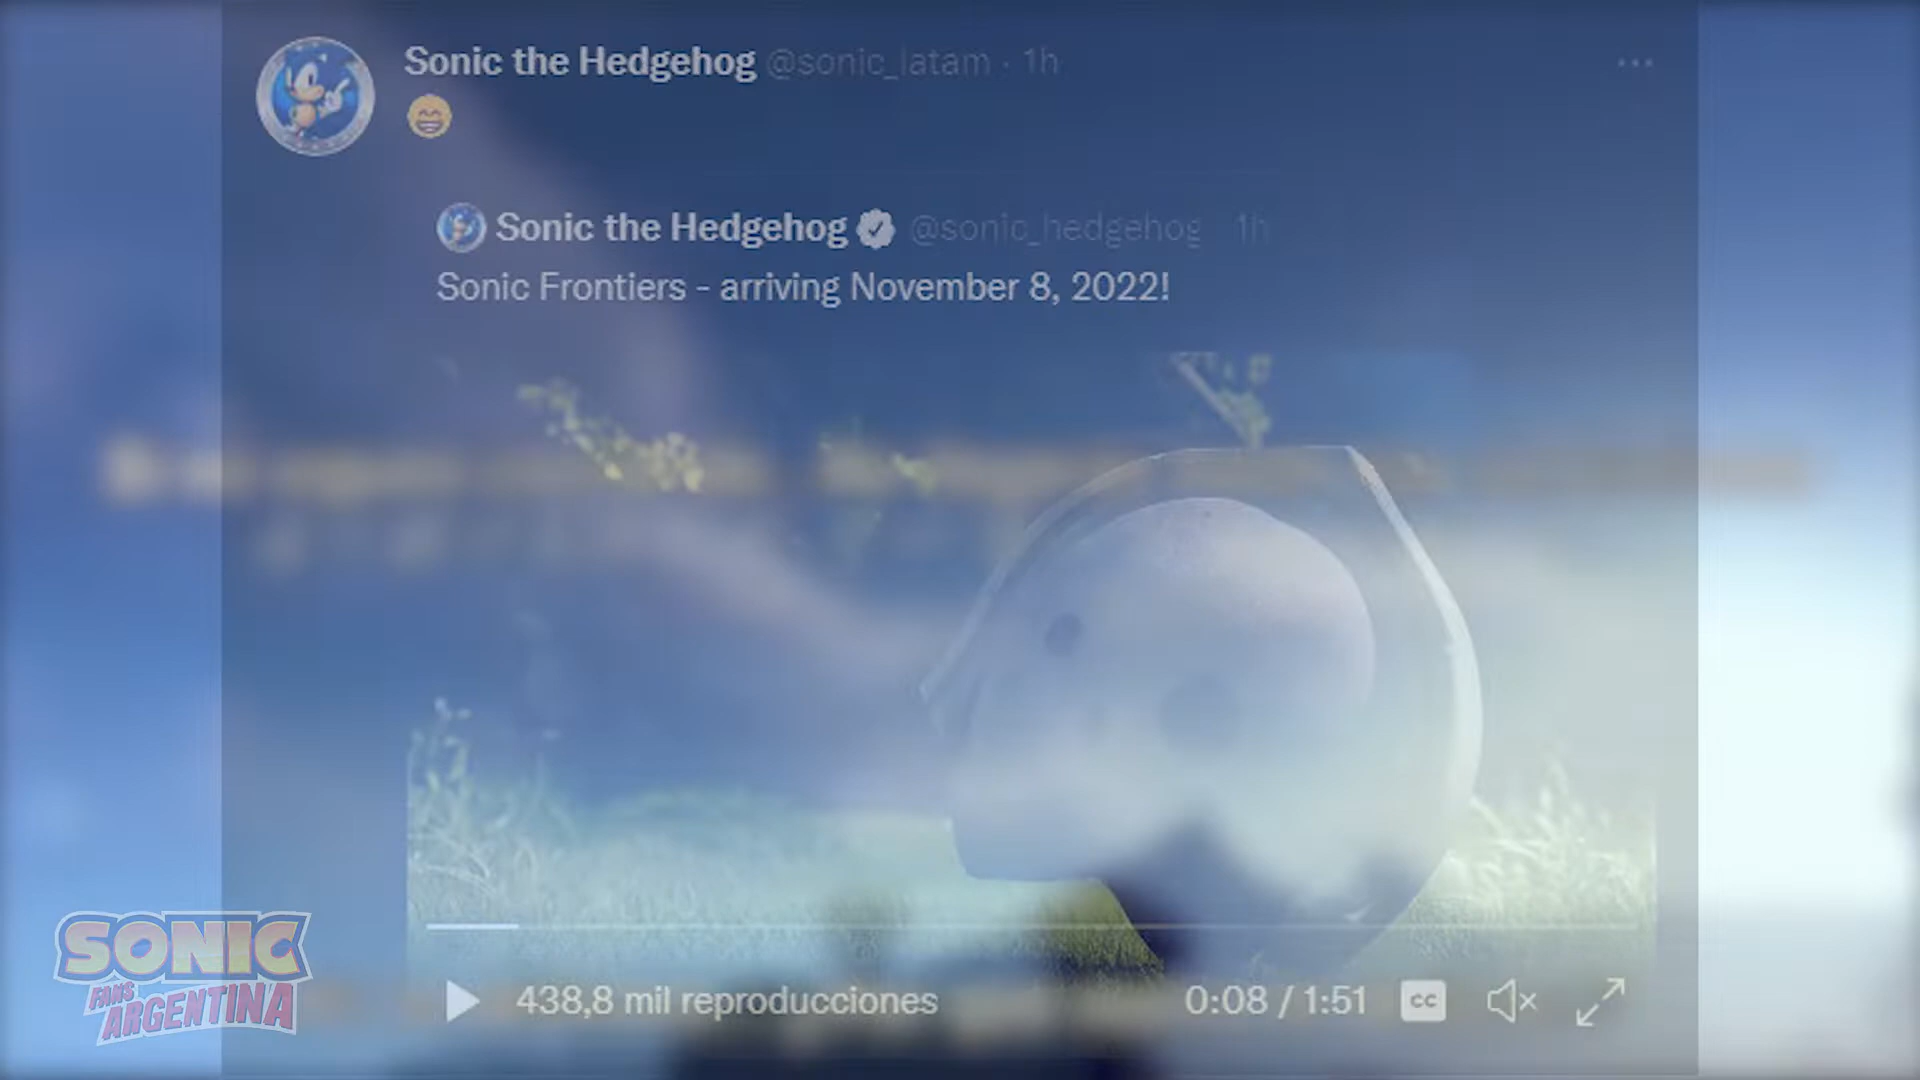 Sonic the Hedgehog @sonic_latam · 1h
Sonic the Hedgehog @sonic_hedgehog 1h
Sonic Frontiers - arriving November 8, 2022!
438,8 mil reproducciones 0:08 / 1:51 CC
SONIC
FANS
ARGENTINA